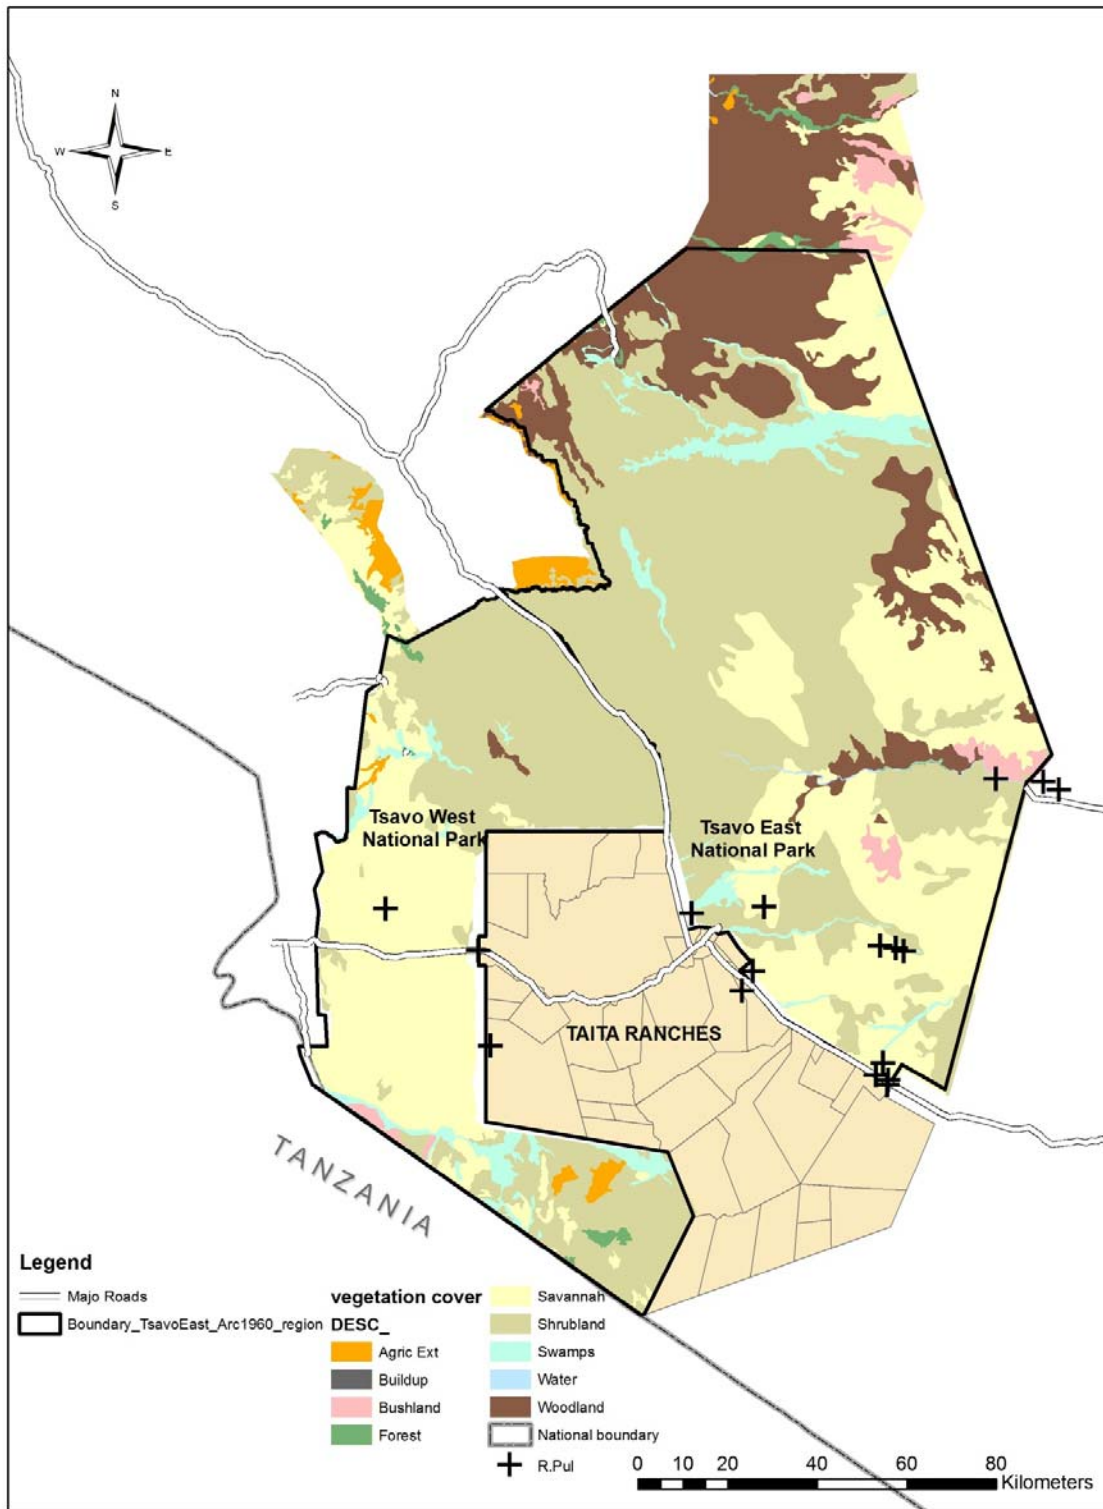 N
W E
S
Tsavo West
National Park
Tsavo East
National Park
TAITA RANCHES
TANZANIA
Legend
Majo Roads
Boundary_TsavoEast_Arc1960_region
vegetation cover
DESC_
Agric Ext
Buildup
Bushland
Forest
Savannah
Shrubland
Swamps
Water
Woodland
National boundary
R.Pul
0 10 20 40 60 80
Kilometers